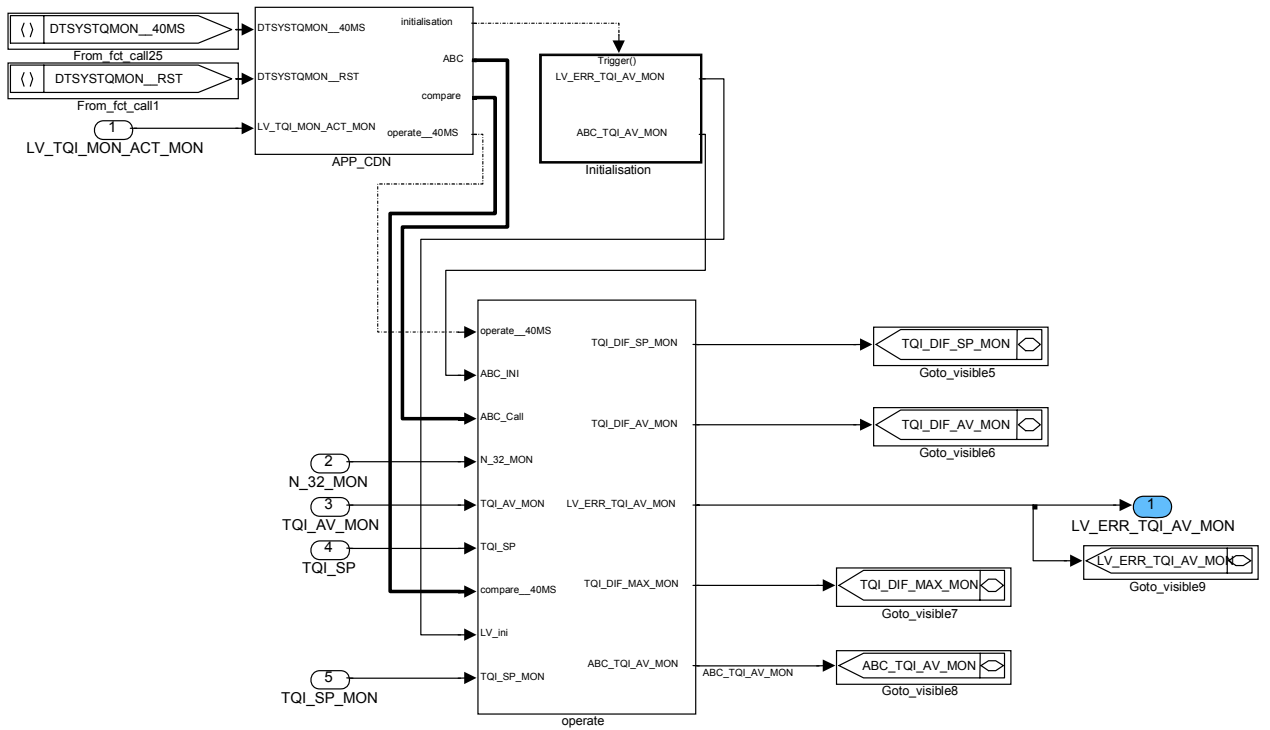 DTSYSTQMON__40MS
From_fct_call25
DTSYSTQMON__RST
From_fct_call1
1
LV_TQI_MON_ACT_MON
DTSYSTQMON__40MS
DTSYSTQMON__RST
LV_TQI_MON_ACT_MON
initialisation
ABC
compare
operate__40MS
APP_CDN
Trigger()
LV_ERR_TQI_AV_MON
ABC_TQI_AV_MON
Initialisation
2
N_32_MON
3
TQI_AV_MON
4
TQI_SP
5
TQI_SP_MON
operate__40MS
ABC_INI
ABC_Call
N_32_MON
TQI_AV_MON
TQI_SP
compare__40MS
LV_ini
TQI_SP_MON
TQI_DIF_SP_MON
TQI_DIF_AV_MON
LV_ERR_TQI_AV_MON
TQI_DIF_MAX_MON
ABC_TQI_AV_MON
operate
ABC_TQI_AV_MON
TQI_DIF_SP_MON
Goto_visible5
TQI_DIF_AV_MON
Goto_visible6
1
LV_ERR_TQI_AV_MON
LV_ERR_TQI_AV_MON
Goto_visible9
TQI_DIF_MAX_MON
Goto_visible7
ABC_TQI_AV_MON
Goto_visible8